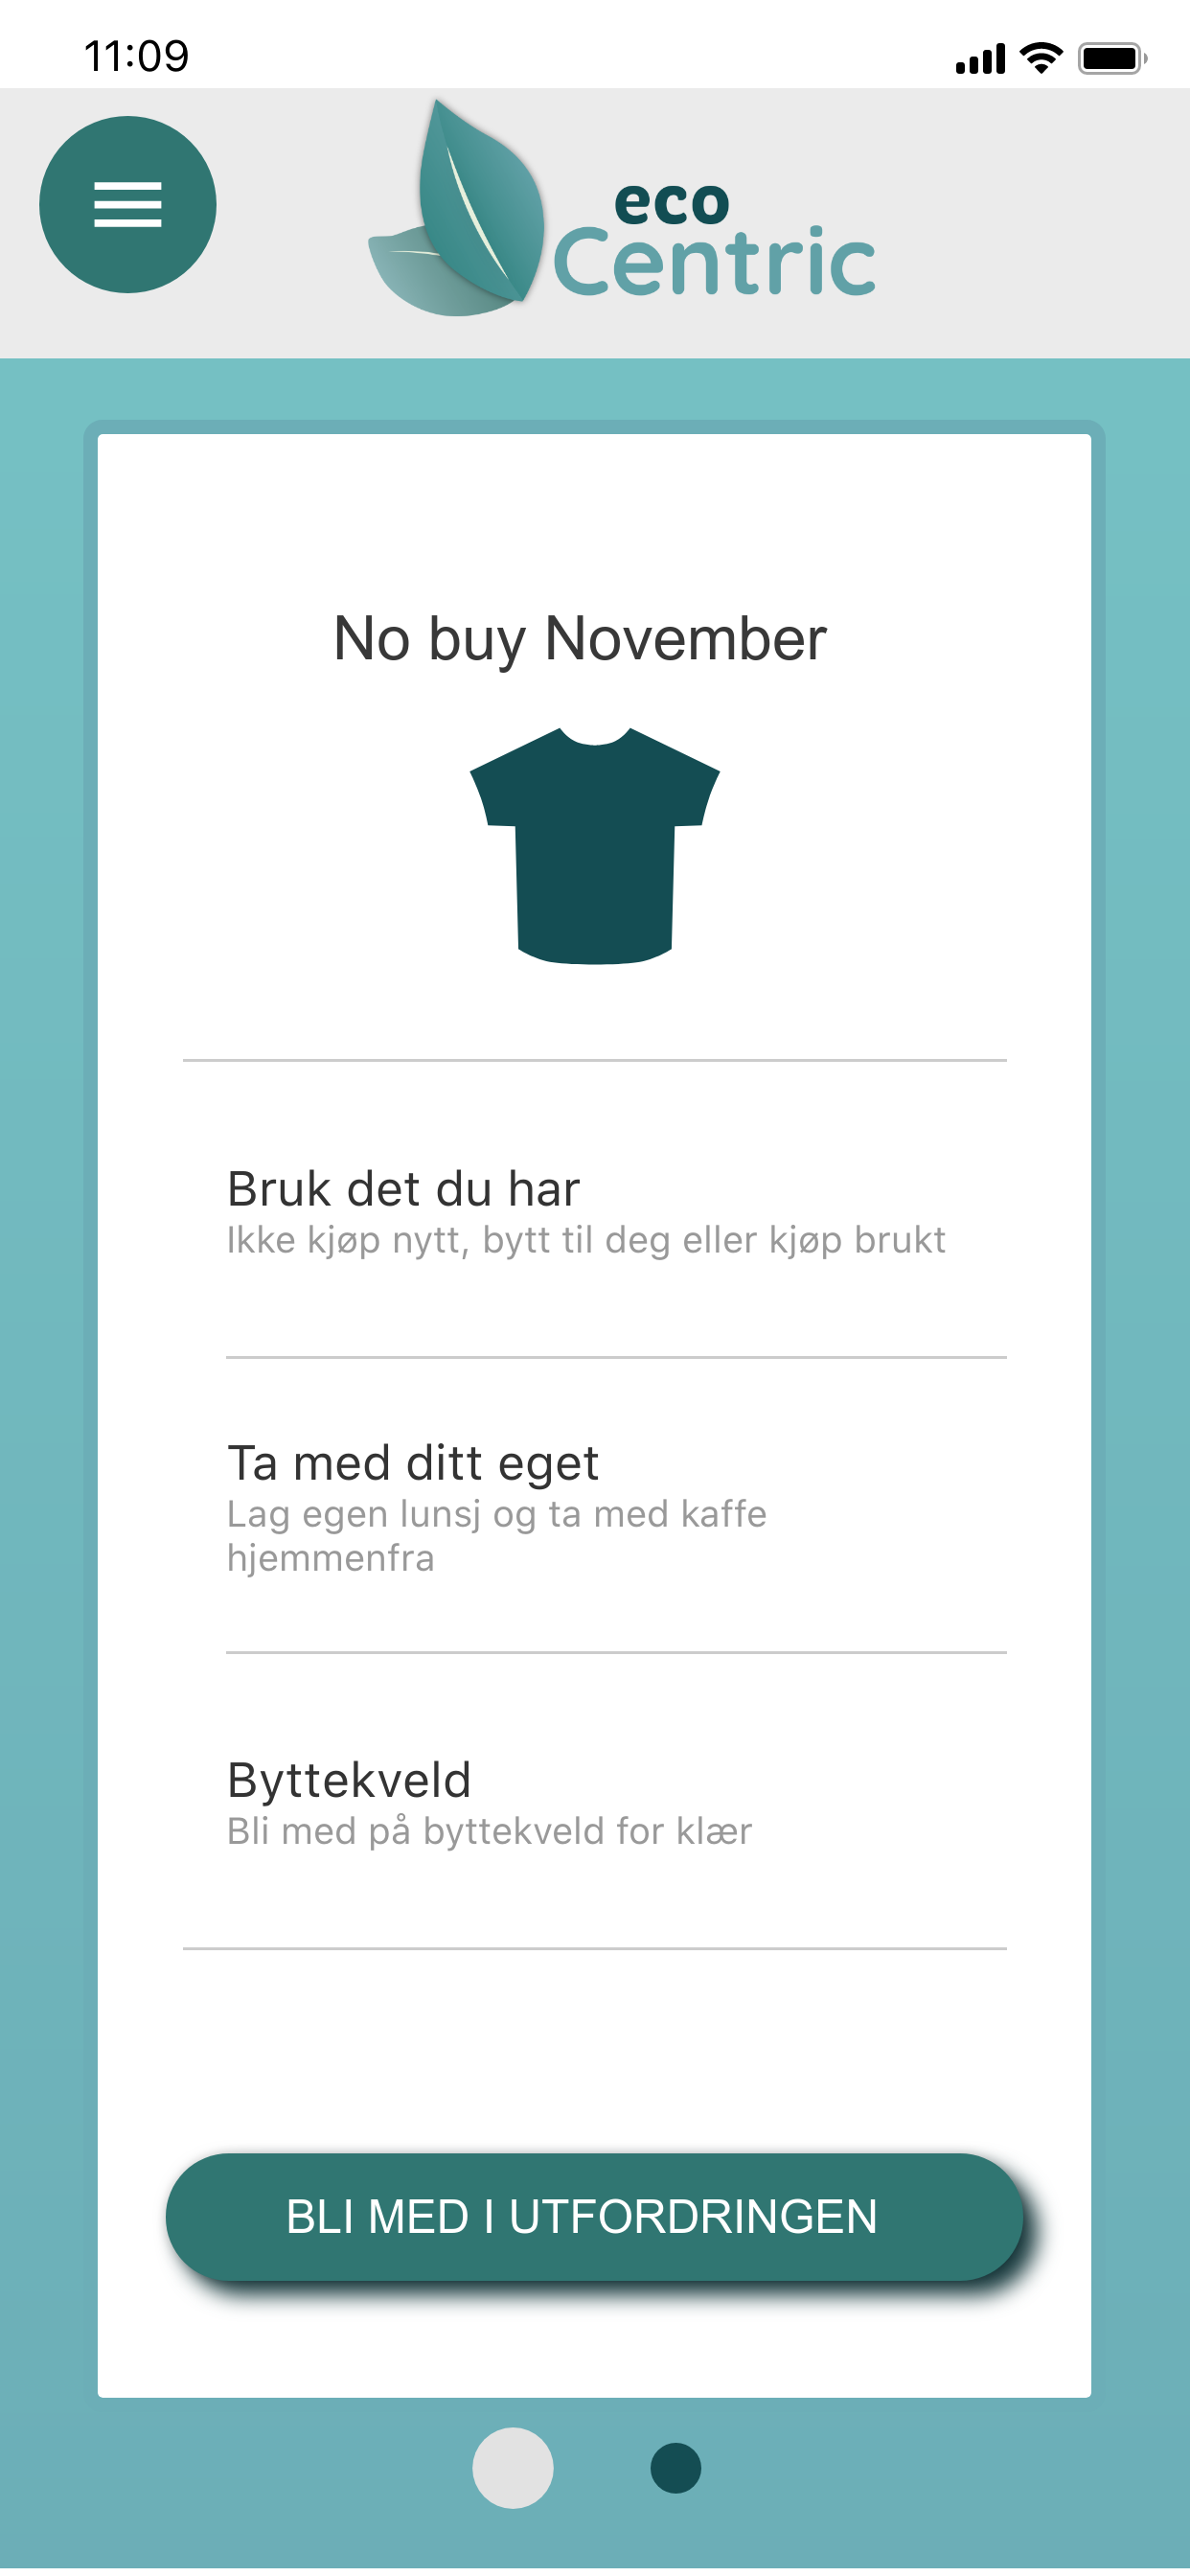 11:09
eco
Centric
No buy November
Bruk det du har
Ikke kjøp nytt, bytt til deg eller kjøp brukt
Ta med ditt eget
Lag egen lunsj og ta med kaffe
hjemmenfra
Byttekveld
Bli med på byttekveld for klær
BLI MED I UTFORDRINGEN